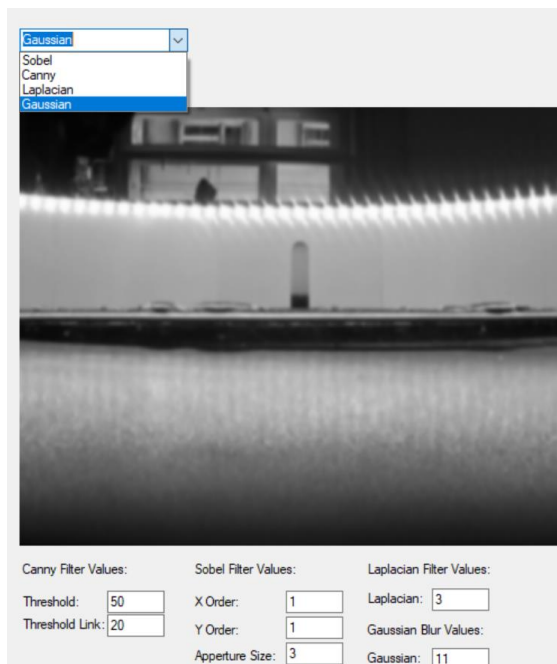 Gaussian
Sobel
Canny
Laplacian
Gaussian
Canny Filter Values:
Threshold: 50
Threshold Link: 20
Sobel Filter Values:
X Order: 1
Y Order: 1
Apperture Size: 3
Laplacian Filter Values:
Laplacian: 3
Gaussian Blur Values:
Gaussian: 11